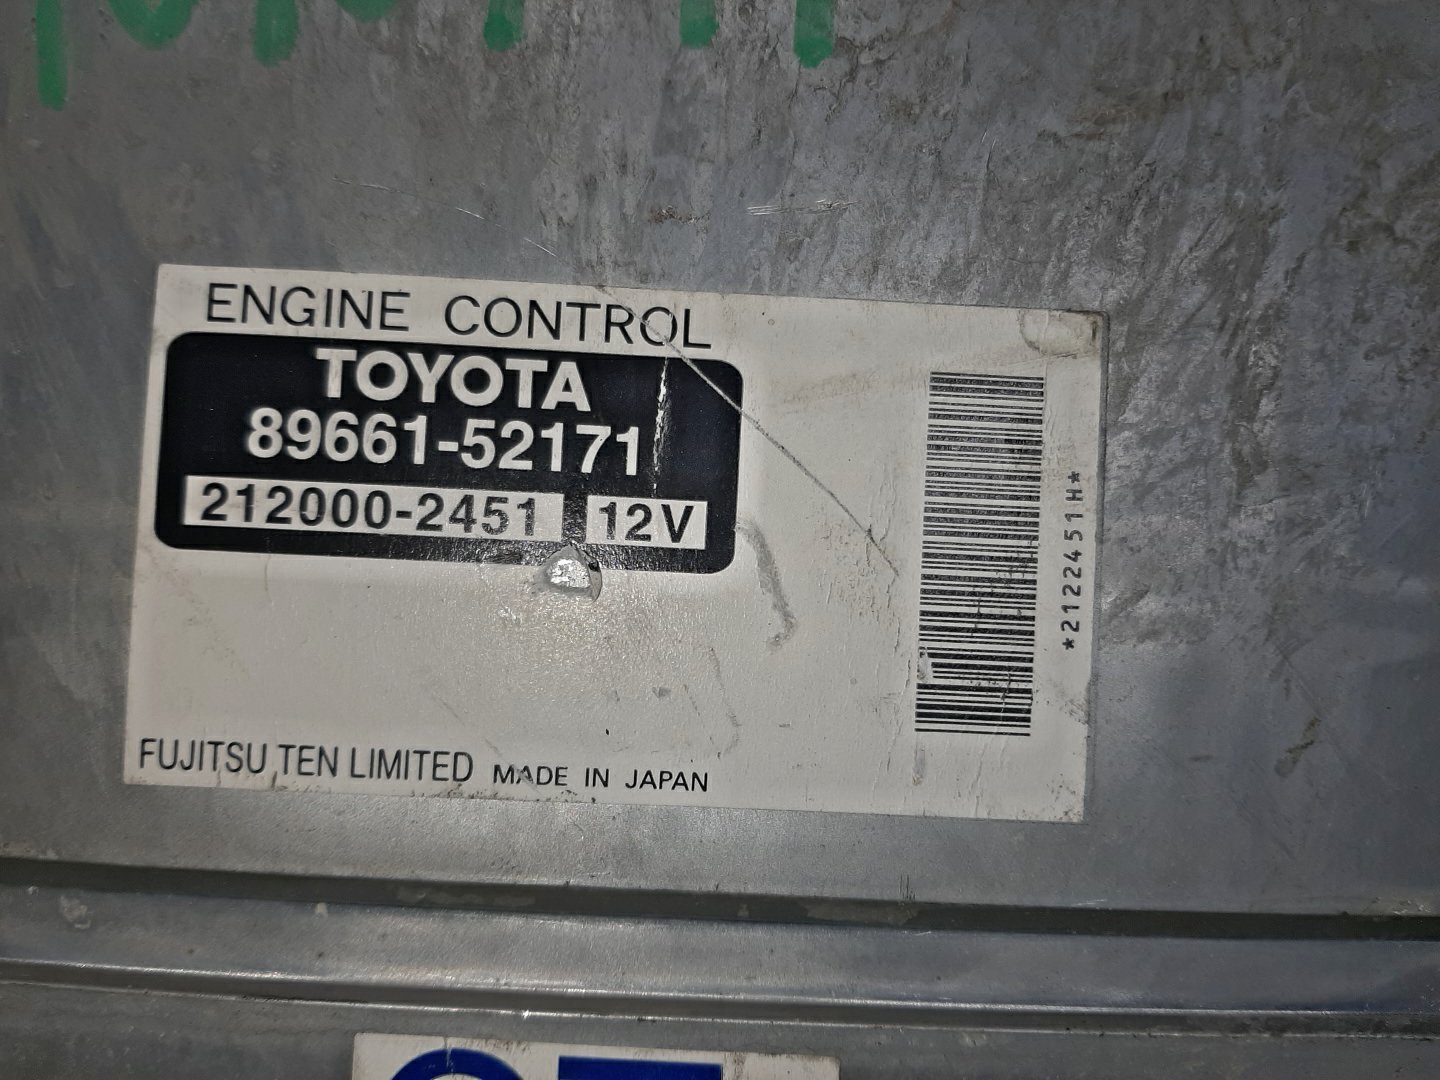 ENGINE CONTROL
TOYOTA
89661-52171
212000-2451 12V
*2122451H*
FUJITSU TEN LIMITED MADE IN JAPAN